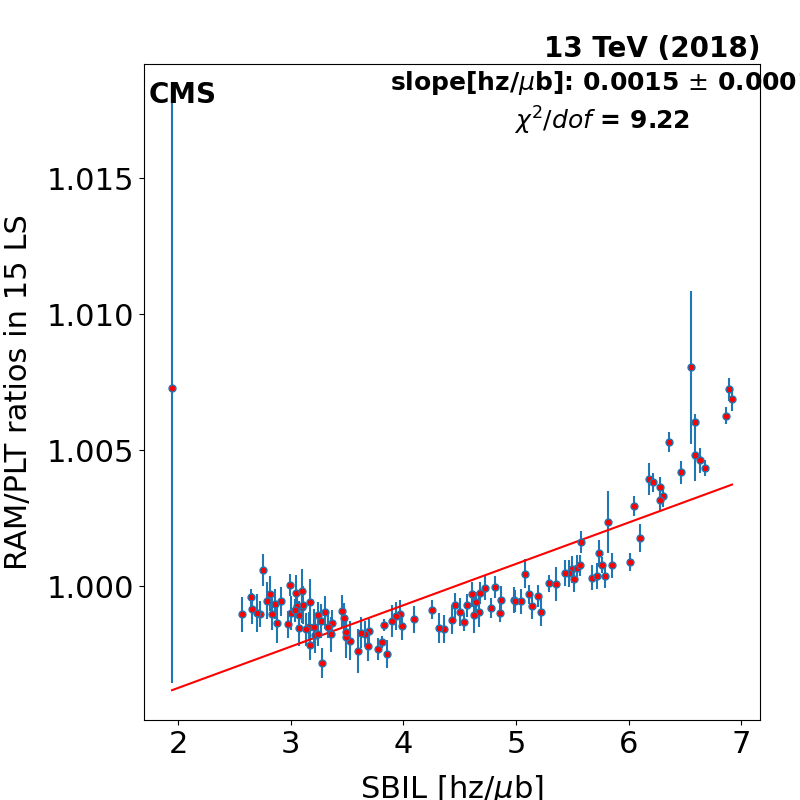 13 TeV (2018)
CMS
slope[hz/μb]: 0.0015 ± 0.000
χ²/dof = 9.22
RAM/PLT ratios in 15 LS
1.015
1.010
1.005
1.000
2 3 4 5 6 7
SBIL [hz/μb]